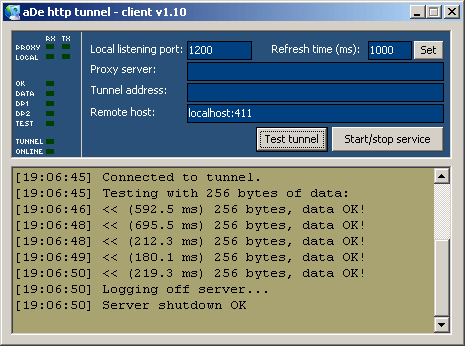 aDe http tunnel - client v1.10
RX TX
PROXY
LOCAL
OK
DATA
DP1
DP2
TEST
TUNNEL
ONLINE
Local listening port: 1200 Refresh time (ms): 1000 Set
Proxy server:
Tunnel address:
Remote host: localhost:411
Test tunnel Start/stop service
[19:06:45] Connected to tunnel.
[19:06:45] Testing with 256 bytes of data:
[19:06:46] << (592.5 ms) 256 bytes, data OK!
[19:06:48] << (695.5 ms) 256 bytes, data OK!
[19:06:48] << (212.3 ms) 256 bytes, data OK!
[19:06:49] << (180.1 ms) 256 bytes, data OK!
[19:06:50] << (219.3 ms) 256 bytes, data OK!
[19:06:50] Logging off server...
[19:06:50] Server shutdown OK